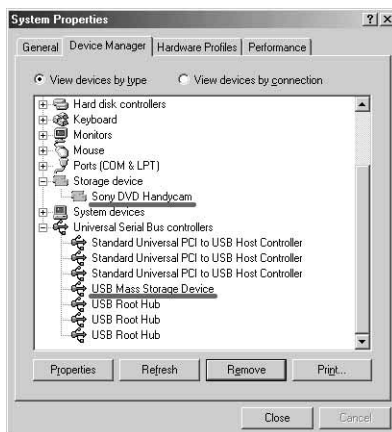 System Properties
General Device Manager Hardware Profiles Performance
View devices by type View devices by connection
Hard disk controllers
Keyboard
Monitors
Mouse
Ports (COM & LPT)
Storage device
Sony DVD Handycam
System devices
Universal Serial Bus controllers
Standard Universal PCI to USB Host Controller
Standard Universal PCI to USB Host Controller
Standard Universal PCI to USB Host Controller
USB Mass Storage Device
USB Root Hub
USB Root Hub
USB Root Hub
Properties Refresh Remove Print...
Close Cancel